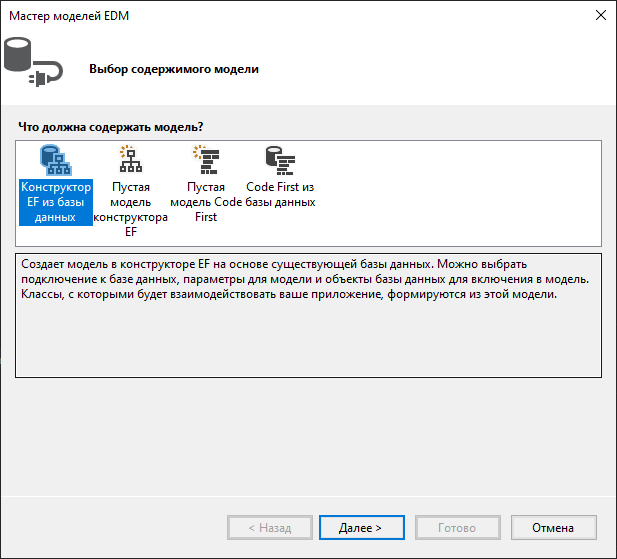 Мастер моделей EDM
Выбор содержимого модели
Что должна содержать модель?
Конструктор
EF из базы
данных
Пустая
модель
конструктора
EF
Пустая
модель Code
First
Code First из
базы данных
Создает модель в конструкторе EF на основе существующей базы данных. Можно выбрать
подключение к базе данных, параметры для модели и объекты базы данных для включения в модель.
Классы, с которыми будет взаимодействовать ваше приложение, формируются из этой модели.
< Назад
Далее >
Готово
Отмена